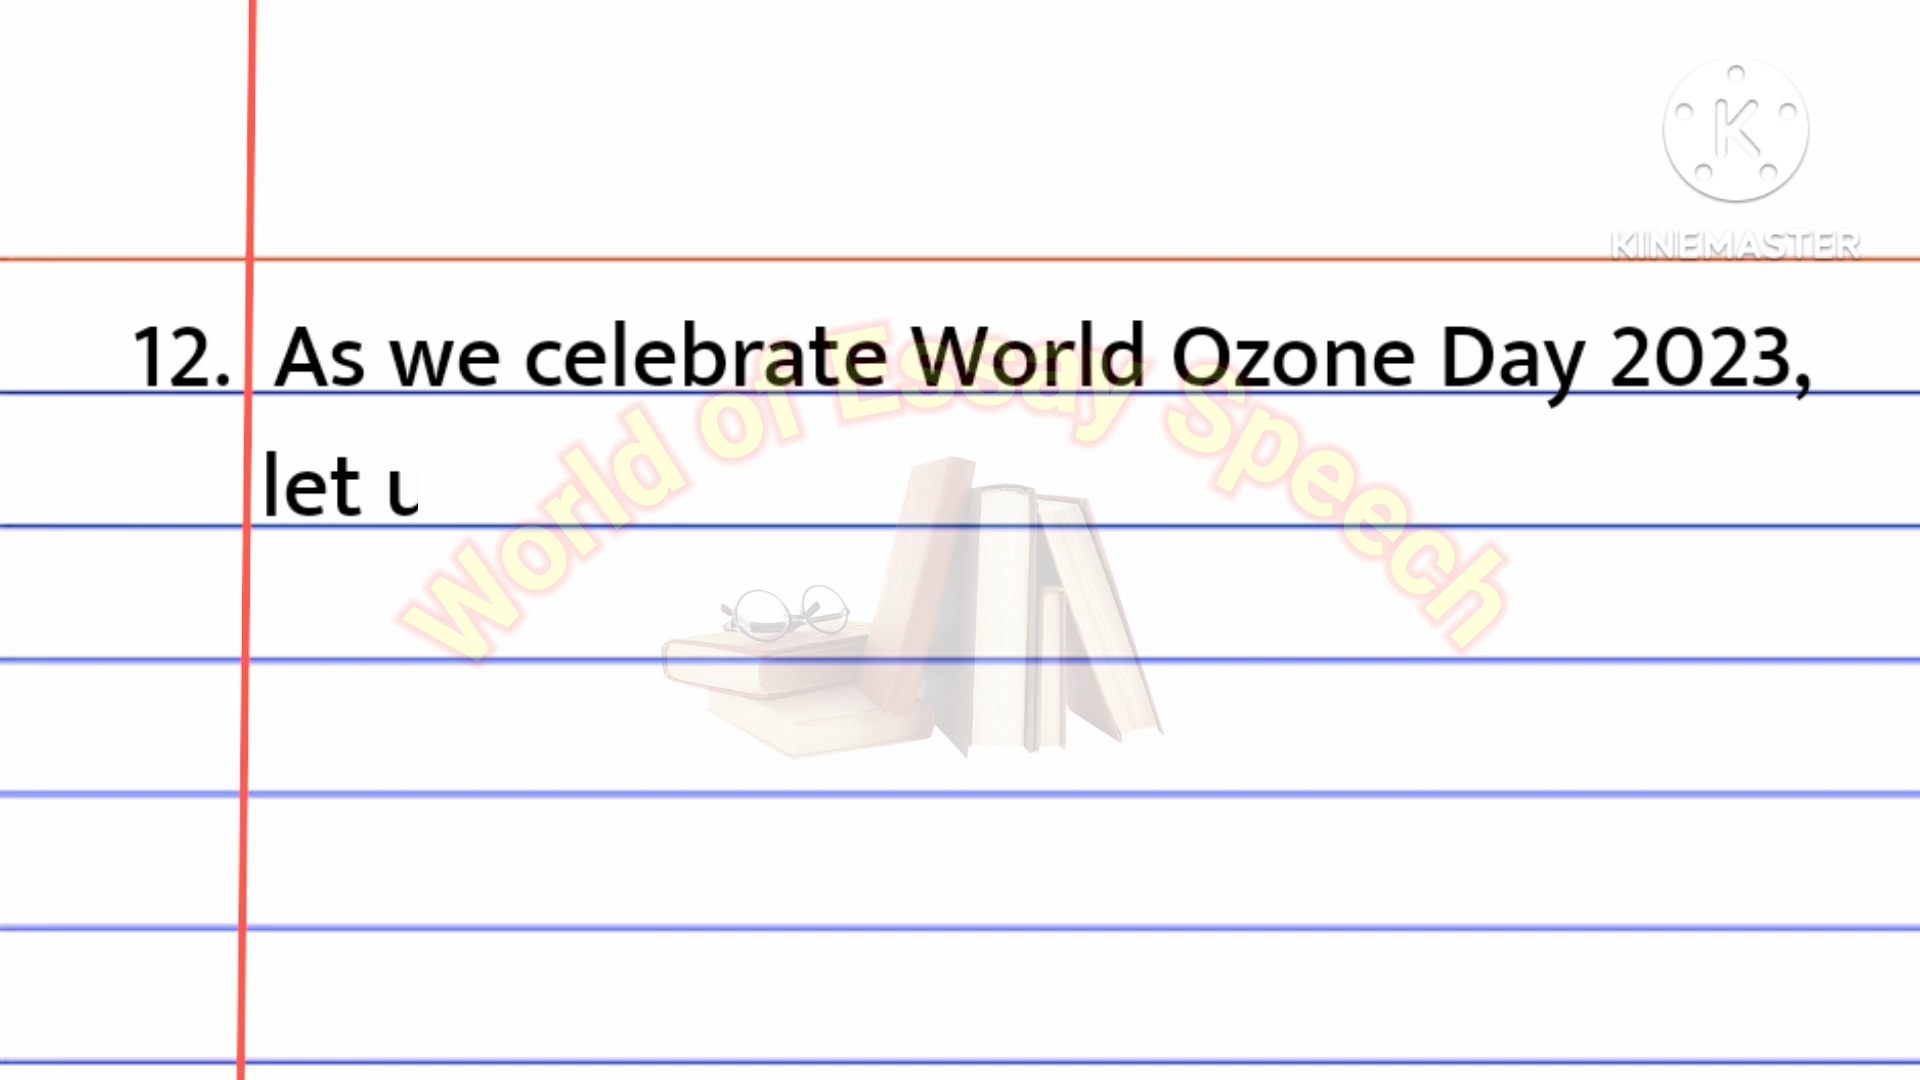 KINEMASTER
12. As we celebrate World Ozone Day 2023,
let u
World of Essay Speech